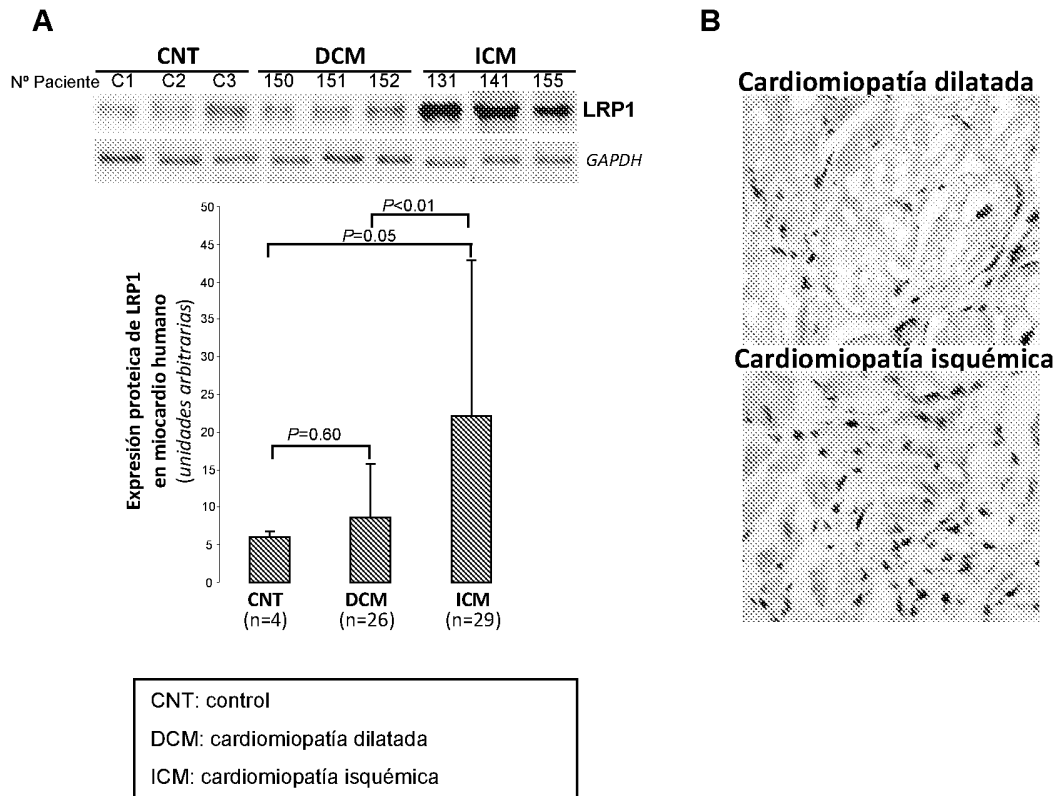 A
CNT DCM ICM
Nº Paciente C1 C2 C3 150 151 152 131 141 155
LRP1
GAPDH
Expresión proteica de LRP1
en miocardio humano
(unidades arbitrarias)
50
45
40
35
30
25
20
15
10
5
0
P<0.01
P=0.05
P=0.60
CNT DCM ICM
(n=4) (n=26) (n=29)
CNT: control
DCM: cardiomiopatía dilatada
ICM: cardiomiopatía isquémica
B
Cardiomiopatía dilatada
Cardiomiopatía isquémica